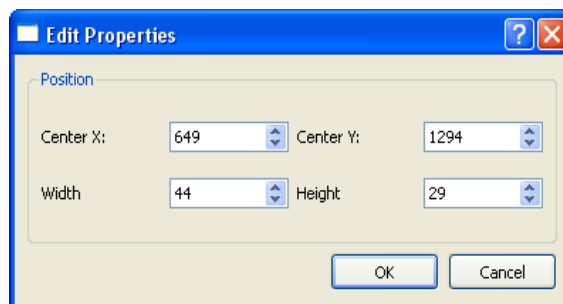 Edit Properties
Position
Center X: 649 Center Y: 1294
Width 44 Height 29
OK Cancel